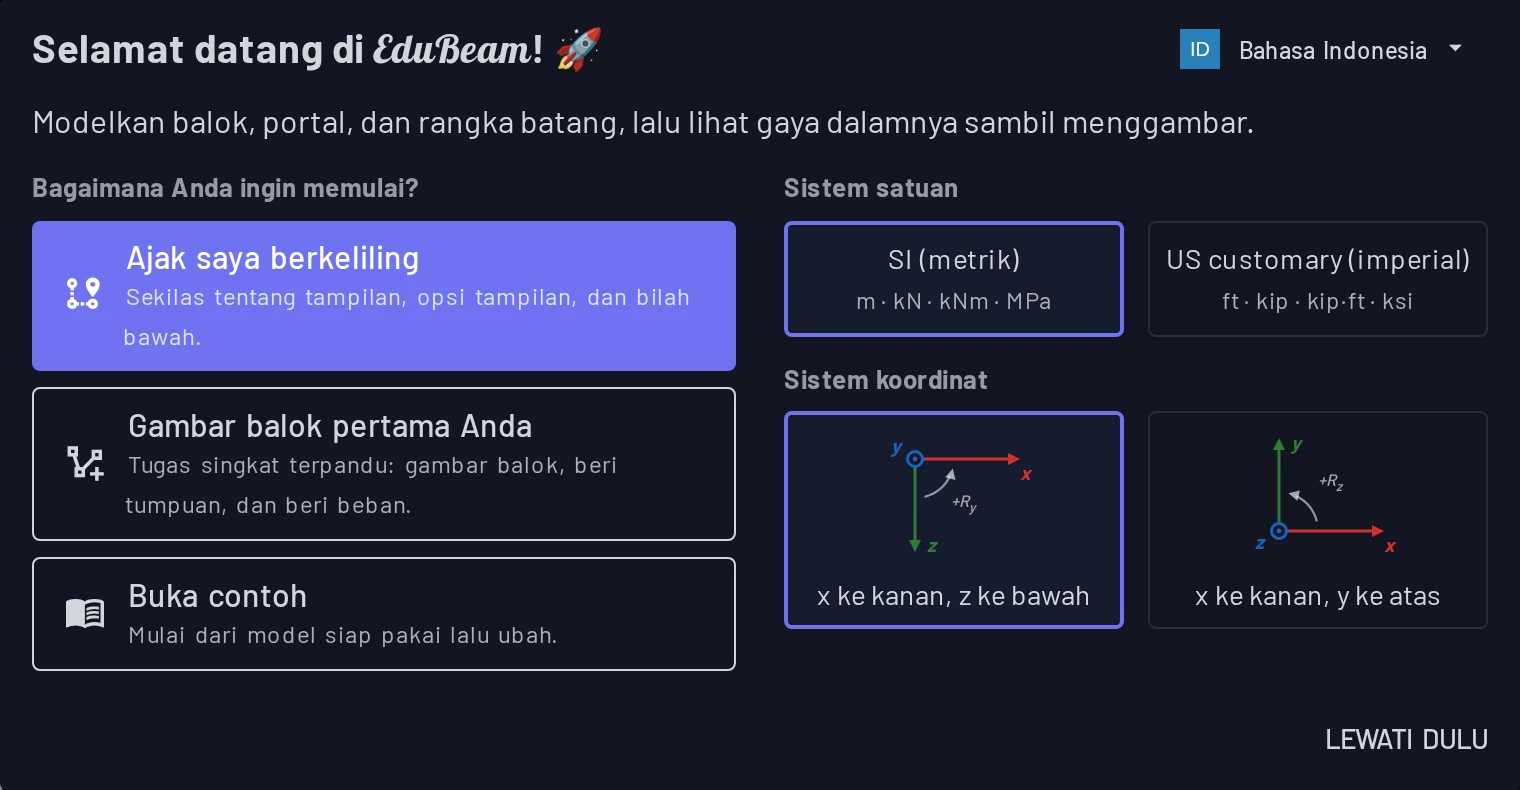 Selamat datang di EduBeam! 🚀
ID Bahasa Indonesia
Modelkan balok, portal, dan rangka batang, lalu lihat gaya dalamnya sambil menggambar.
Bagaimana Anda ingin memulai?
Ajak saya berkeliling
Sekilas tentang tampilan, opsi tampilan, dan bilah
bawah.
Gambar balok pertama Anda
Tugas singkat terpandu: gambar balok, beri
tumpuan, dan beri beban.
Buka contoh
Mulai dari model siap pakai lalu ubah.
Sistem satuan
SI (metrik)
m · kN · kNm · MPa
US customary (imperial)
ft · kip · kip·ft · ksi
Sistem koordinat
y
x
+Ry
z
x ke kanan, z ke bawah
y
+Rz
z
x
x ke kanan, y ke atas
LEWATI DULU